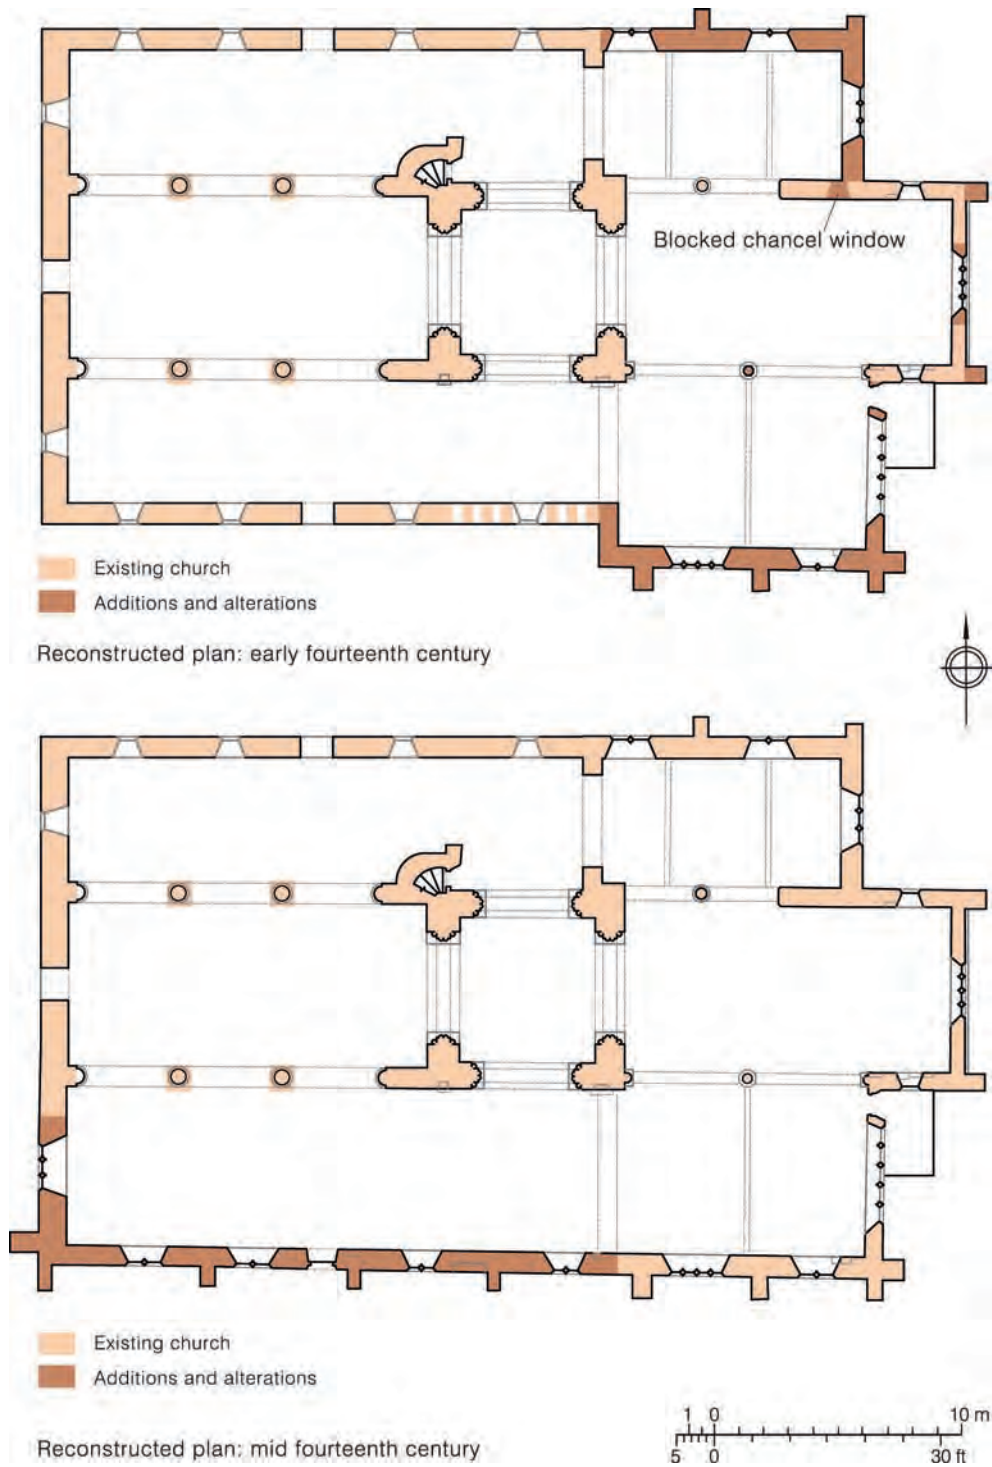 Blocked chancel window
Existing church
Additions and alterations
Reconstructed plan: early fourteenth century
Existing church
Additions and alterations
1 0 10 m
Reconstructed plan: mid fourteenth century
5 0 30 ft